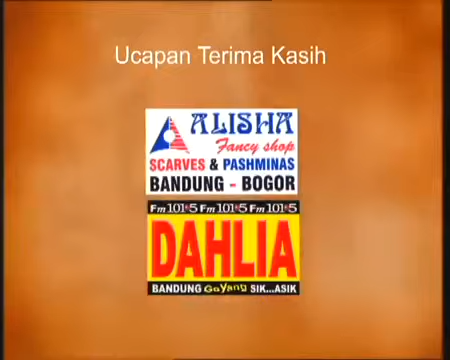 Ucapan Terima Kasih
ALISHA
Fancy shop
SCARVES & PASHMINAS
BANDUNG - BOGOR
Fm 101.5 Fm 101.5 Fm 101.5
DAHLIA
BANDUNG GoYang SIK...ASIK